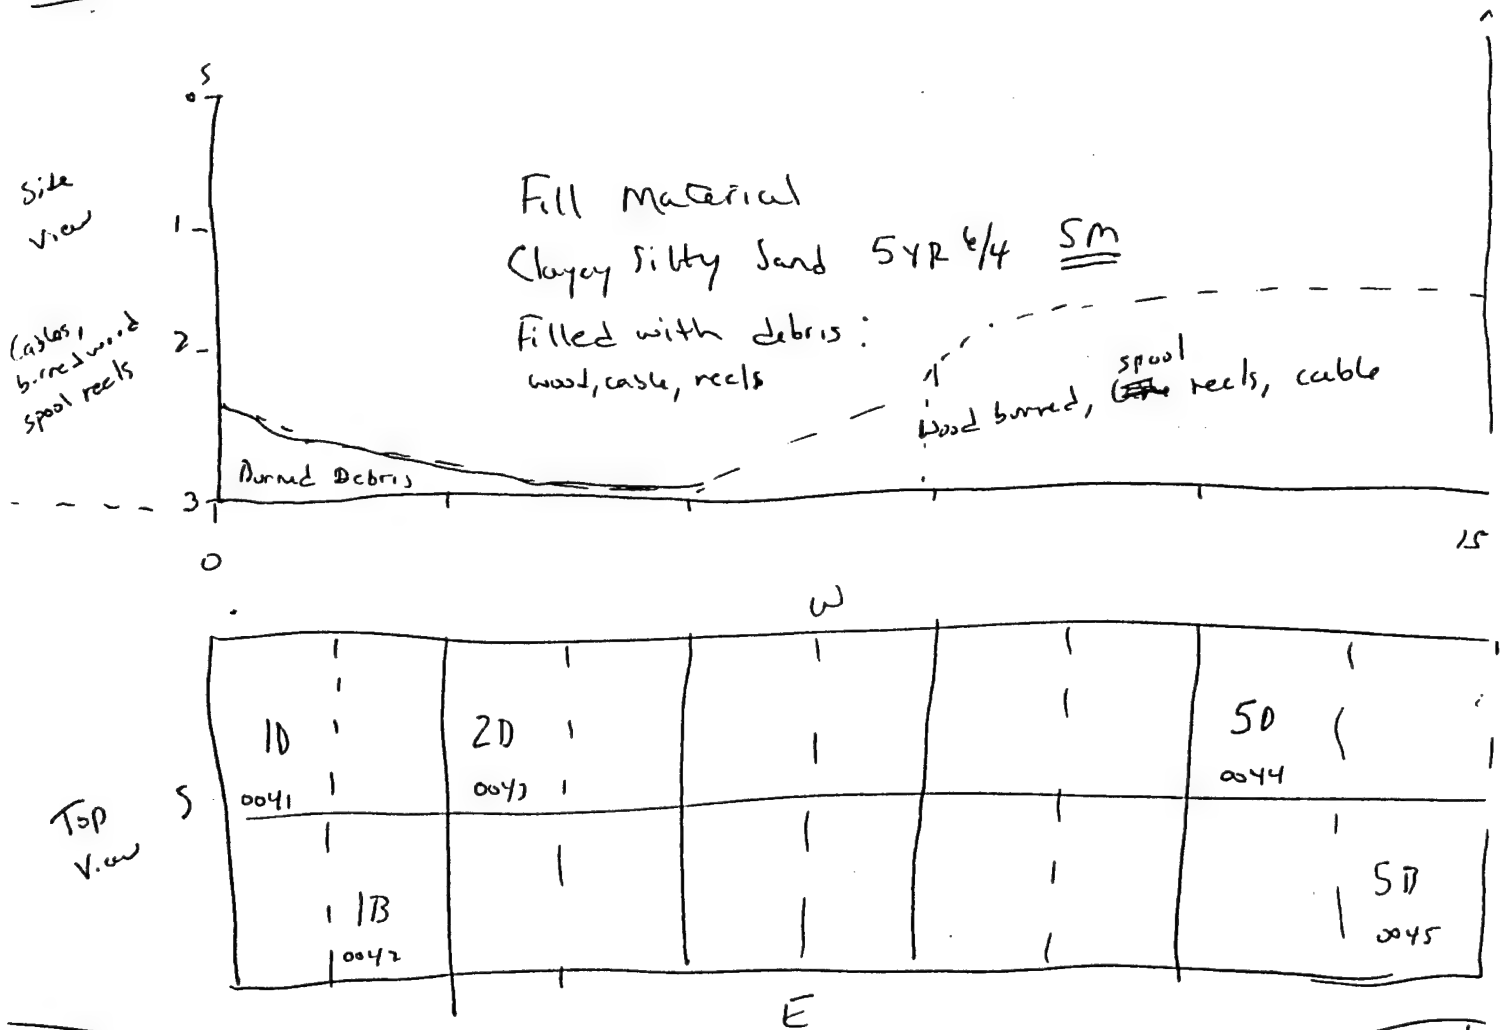 S
0
Side
View
1
Fill Material
Clayey Silty Sand 5YR 6/4 SM
Filled with debris:
wood, cable, reels
2
Cables,
burned wood
spool reels
spool
Wood burned, reels, cable
Burned Debris
3
0
15
W
1D
0041
2D
0043
5D
0044
Top
View
S
1B
0042
5B
0045
E